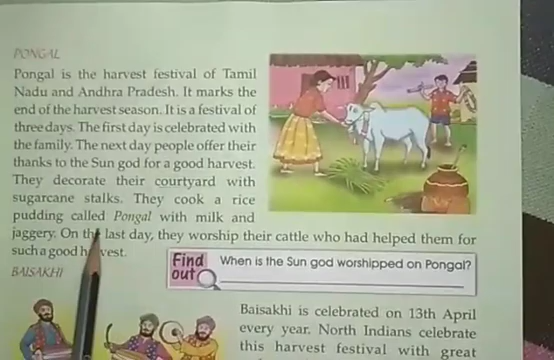 PONGAL
Pongal is the harvest festival of Tamil
Nadu and Andhra Pradesh. It marks the
end of the harvest season. It is a festival of
three days. The first day is celebrated with
the family. The next day people offer their
thanks to the Sun god for a good harvest.
They decorate their courtyard with
sugarcane stalks. They cook a rice
pudding called Pongal with milk and
jaggery. On the last day, they worship their cattle who had helped them for
such a good harvest.
Find out When is the Sun god worshipped on Pongal?
BAISAKHI
Baisakhi is celebrated on 13th April
every year. North Indians celebrate
this harvest festival with great